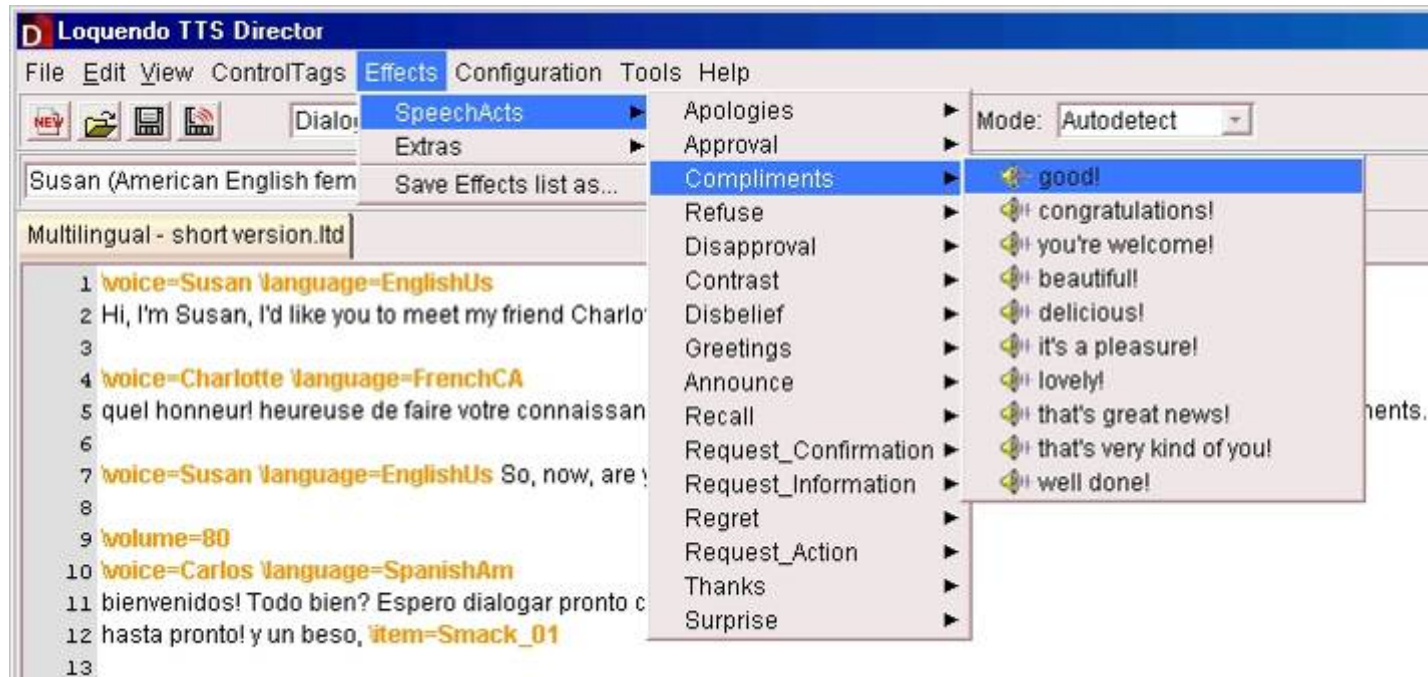 Loquendo TTS Director
File Edit View ControlTags Effects Configuration Tools Help
NEW Mode: Autodetect
Susan (American English fem
SpeechActs
Extras
Save Effects list as...
Apologies
Approval
Compliments
Refuse
Disapproval
Contrast
Disbelief
Greetings
Announce
Recall
Request_Confirmation
Request_Information
Regret
Request_Action
Thanks
Surprise
good!
congratulations!
you're welcome!
beautiful!
delicious!
it's a pleasure!
lovely!
that's great news!
that's very kind of you!
well done!
Multilingual - short version.ltd
1 \voice=Susan \language=EnglishUs
2 Hi, I'm Susan, I'd like you to meet my friend
3
4 \voice=Charlotte \language=FrenchCA
5 quel honneur! heureuse de faire votre
6
7 \voice=Susan \language=EnglishUs So, now, are
8
9 \volume=80
10 \voice=Carlos \language=SpanishAm
11 bienvenidos! Todo bien? Espero dialogar pronto
12 hasta pronto! y un beso, \item=Smack_01
13